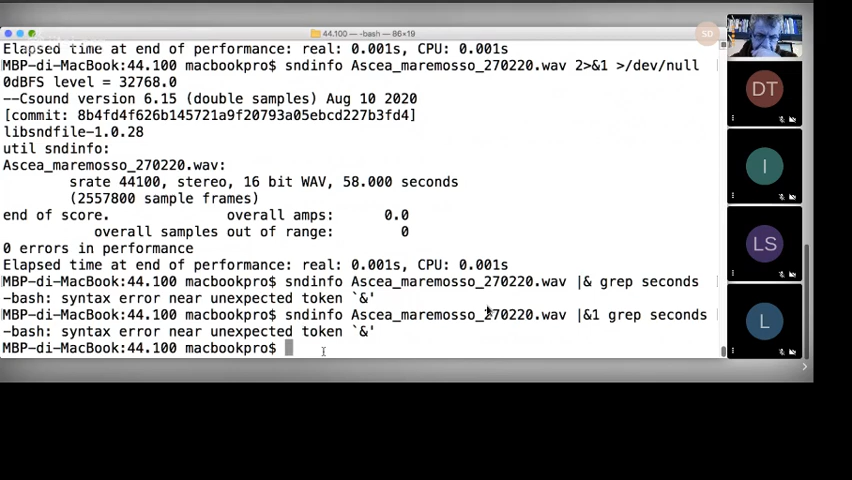 44.100 — -bash — 86×19
Elapsed time at end of performance: real: 0.001s, CPU: 0.001s
MBP-di-MacBook:44.100 macbookpro$ sndinfo Ascea_maremosso_270220.wav 2>&1 >/dev/null
0dBFS level = 32768.0
--Csound version 6.15 (double samples) Aug 10 2020
[commit: 8b4fd4f626b145721a9f20793a05ebcd227b3fd4]
libsndfile-1.0.28
util sndinfo:
Ascea_maremosso_270220.wav:
srate 44100, stereo, 16 bit WAV, 58.000 seconds
(2557800 sample frames)
end of score. overall amps: 0.0
overall samples out of range: 0
0 errors in performance
Elapsed time at end of performance: real: 0.001s, CPU: 0.001s
MBP-di-MacBook:44.100 macbookpro$ sndinfo Ascea_maremosso_270220.wav |& grep seconds
-bash: syntax error near unexpected token `&'
MBP-di-MacBook:44.100 macbookpro$ sndinfo Ascea_maremosso_270220.wav |&1 grep seconds
-bash: syntax error near unexpected token `&'
MBP-di-MacBook:44.100 macbookpro$
SD
DT
I
LS
L